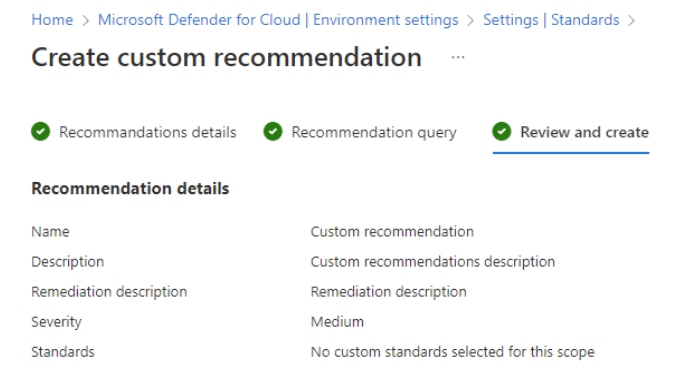 Home > Microsoft Defender for Cloud | Environment settings > Settings | Standards >
Create custom recommendation ...
Recommandations details Recommendation query Review and create
Recommendation details
Name Custom recommendation
Description Custom recommendations description
Remediation description Remediation description
Severity Medium
Standards No custom standards selected for this scope